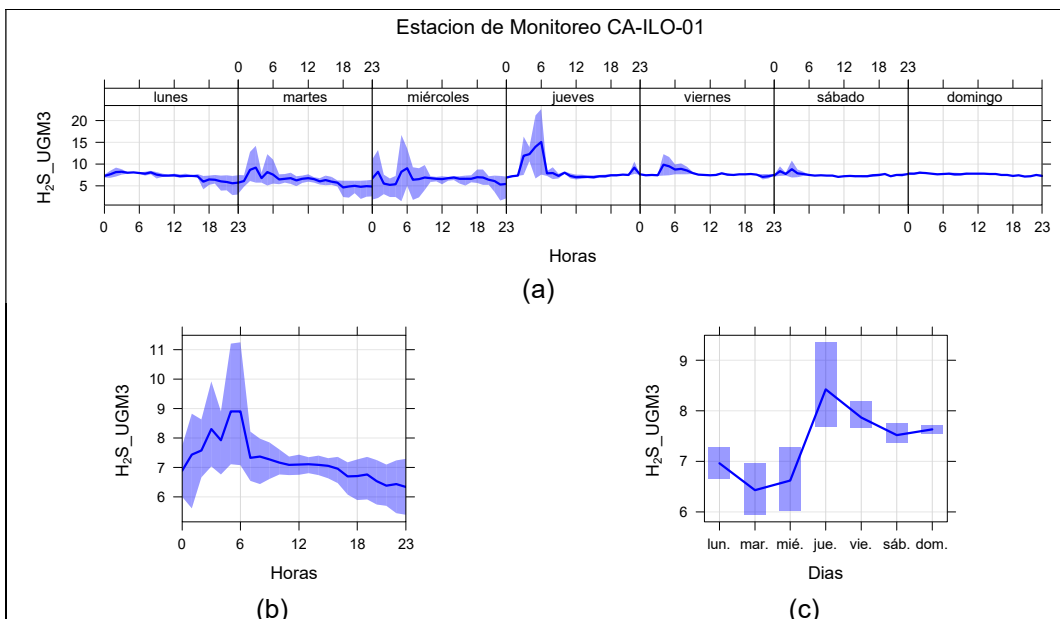 Estacion de Monitoreo CA-ILO-01
0 6 12 18 23 0 6 12 18 23 0 6 12 18 23
lunes martes miércoles jueves viernes sábado domingo
H₂S_UGM3
20
15
10
5
0 6 12 18 23 0 6 12 18 23 0 6 12 18 23 0 6 12 18 23
Horas
(a)
H₂S_UGM3
11
10
9
8
7
6
0 6 12 18 23
Horas
(b)
H₂S_UGM3
9
8
7
6
lun. mar. mié. jue. vie. sáb. dom.
Dias
(c)